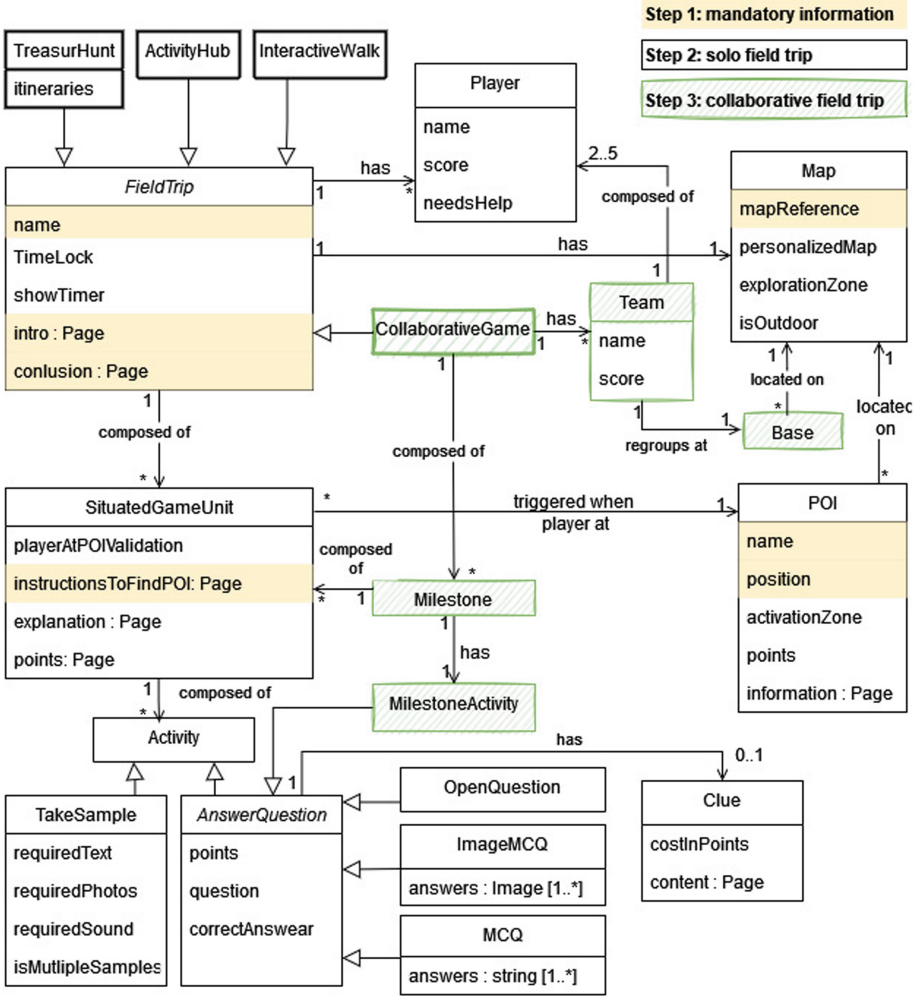 Step 1: mandatory information
Step 2: solo field trip
Step 3: collaborative field trip
TreasurHunt
itineraries
ActivityHub
InteractiveWalk
Player
name
score
needsHelp
has
1
*
2..5
composed of
1
FieldTrip
name
TimeLock
showTimer
intro : Page
conlusion : Page
1
has
1
Map
mapReference
personalizedMap
explorationZone
isOutdoor
CollaborativeGame
1
has
*
Team
name
score
1
regroups at
1
Base
1
located on
*
1
located
on
*
1
composed of
*
1
composed of
*
SituatedGameUnit
playerAtPOIValidation
instructionsToFindPOI: Page
explanation : Page
points: Page
*
triggered when
player at
1
POI
name
position
activationZone
points
information : Page
composed
of
*
1
Milestone
1
has
1
MilestoneActivity
1
composed of
*
Activity
1
has
0..1
TakeSample
requiredText
requiredPhotos
requiredSound
isMutlipleSamples
AnswerQuestion
points
question
correctAnswear
OpenQuestion
ImageMCQ
answers : Image [1..*]
MCQ
answers : string [1..*]
Clue
costInPoints
content : Page